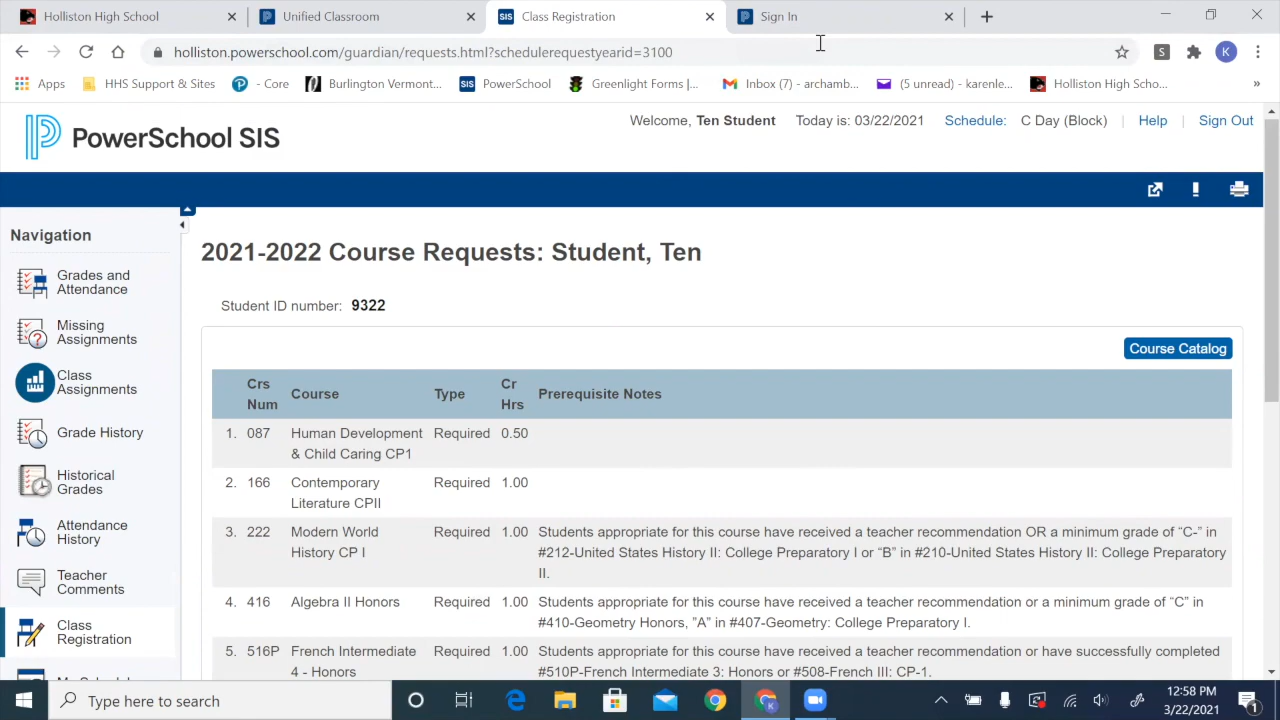 Holliston High School
Unified Classroom
SIS Class Registration
Sign In
holliston.powerschool.com/guardian/requests.html?schedulerequestyearid=3100
S
K
Apps
HHS Support & Sites
- Core
Burlington Vermont...
SIS PowerSchool
Greenlight Forms |...
Inbox (7) - archamb...
(5 unread) - karenle...
Holliston High Scho...
»
PowerSchool SIS
Welcome, Ten Student Today is: 03/22/2021 Schedule: C Day (Block) | Help | Sign Out
Navigation
Grades and
Attendance
Missing
Assignments
Class
Assignments
Grade History
Historical
Grades
Attendance
History
Teacher
Comments
Class
Registration
2021-2022 Course Requests: Student, Ten
Student ID number: 9322
Course Catalog
Crs Num Course Type Cr Hrs Prerequisite Notes
1. 087 Human Development Required 0.50
& Child Caring CP1
2. 166 Contemporary Required 1.00
Literature CPII
3. 222 Modern World Required 1.00 Students appropriate for this course have received a teacher recommendation OR a minimum grade of “C-” in
History CP I #212-United States History II: College Preparatory I or “B” in #210-United States History II: College Preparatory
II.
4. 416 Algebra II Honors Required 1.00 Students appropriate for this course have received a teacher recommendation or a minimum grade of “C” in
#410-Geometry Honors, ”A” in #407-Geometry: College Preparatory I.
5. 516P French Intermediate Required 1.00 Students appropriate for this course have received a teacher recommendation or have successfully completed
4 - Honors #510P-French Intermediate 3: Honors or #508-French III: CP-1.
Type here to search
K
12:58 PM
3/22/2021
1